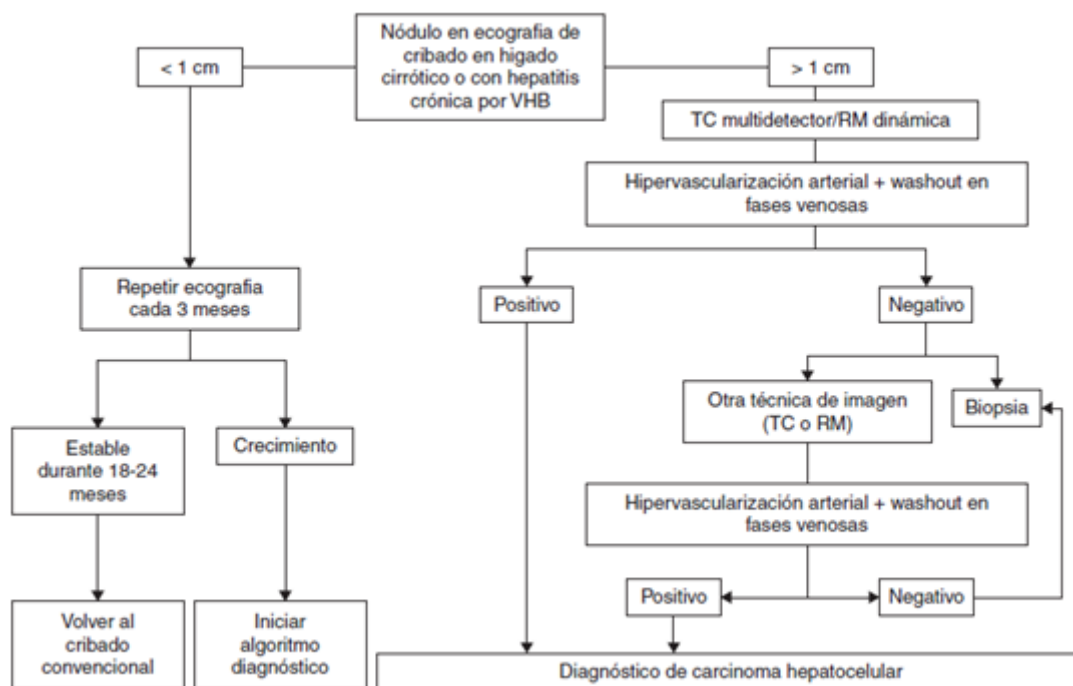 Nódulo en ecografia de
cribado en higado
cirrótico o con hepatitis
crónica por VHB
< 1 cm
> 1 cm
TC multidetector/RM dinámica
Hipervascularización arterial + washout en
fases venosas
Repetir ecografia
cada 3 meses
Positivo
Negativo
Estable
durante 18-24
meses
Crecimiento
Otra técnica de imagen
(TC o RM)
Biopsia
Hipervascularización arterial + washout en
fases venosas
Positivo
Negativo
Volver al
cribado
convencional
Iniciar
algoritmo
diagnóstico
Diagnóstico de carcinoma hepatocelular